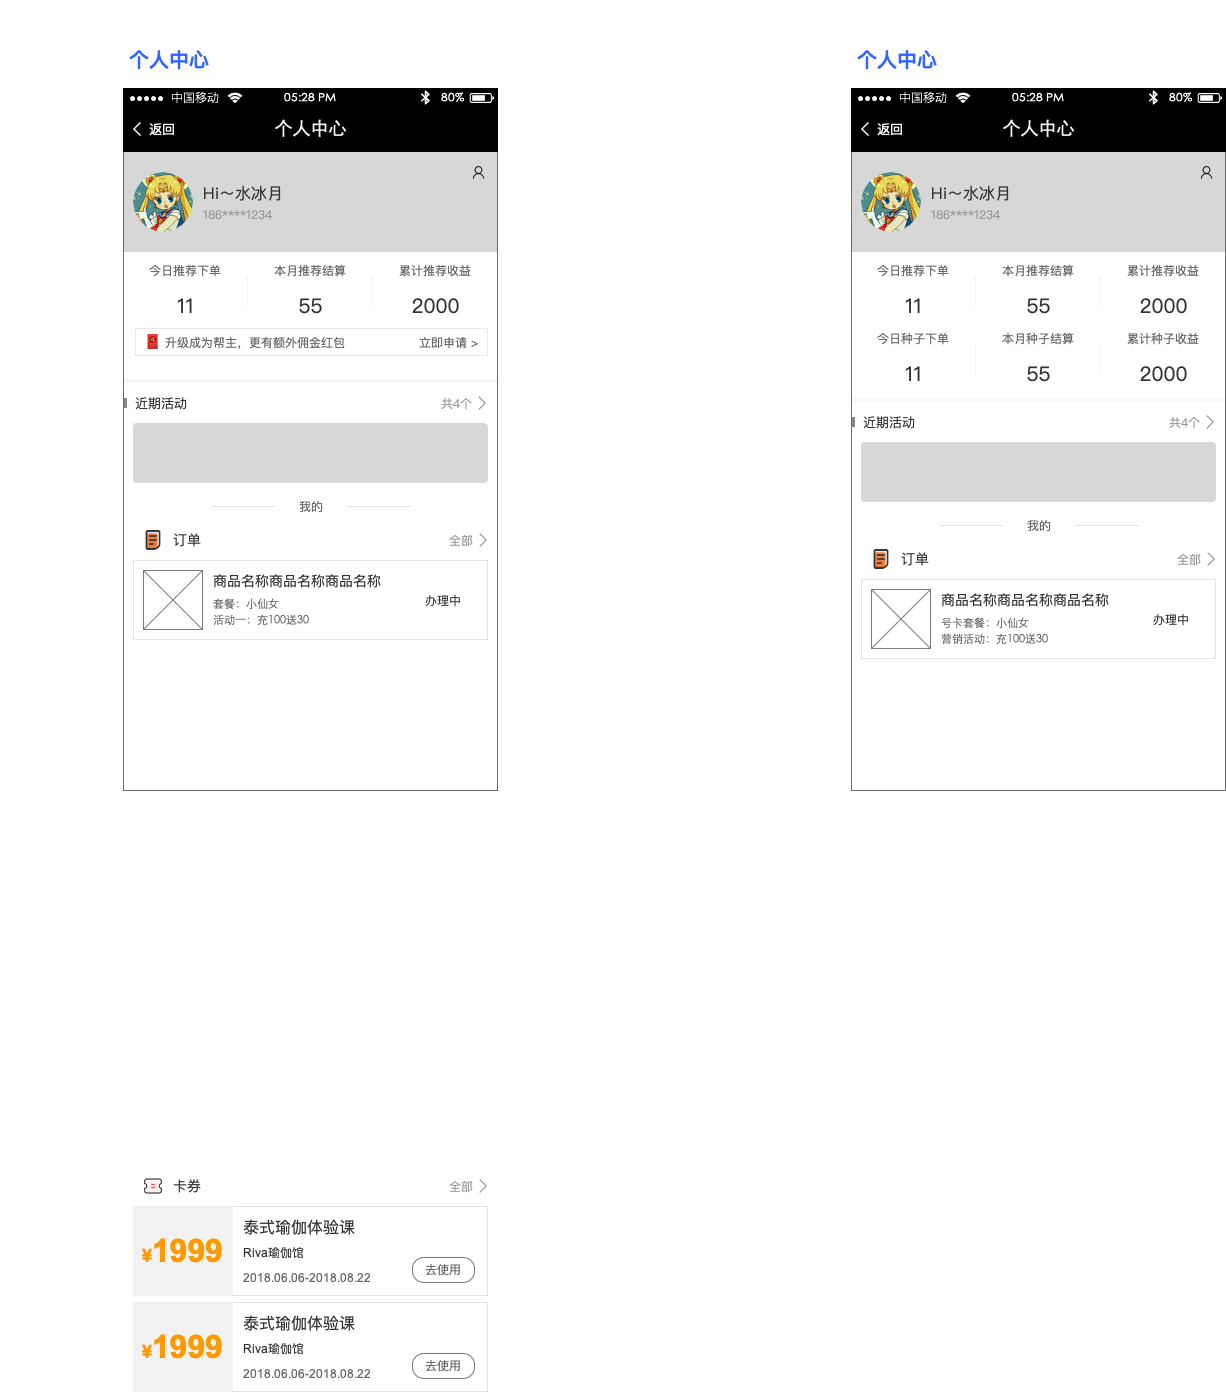 个人中心
中国移动 05:28 PM 80%
返回 个人中心
Hi～水冰月
186****1234
今日推荐下单 本月推荐结算 累计推荐收益
11 55 2000
升级成为帮主，更有额外佣金红包 立即申请 >
近期活动 共4个
我的
订单 全部
商品名称商品名称商品名称
套餐：小仙女
办理中
活动一：充100送30
个人中心
中国移动 05:28 PM 80%
返回 个人中心
Hi～水冰月
186****1234
今日推荐下单 本月推荐结算 累计推荐收益
11 55 2000
今日种子下单 本月种子结算 累计种子收益
11 55 2000
近期活动 共4个
我的
订单 全部
商品名称商品名称商品名称
号卡套餐：小仙女
办理中
营销活动：充100送30
卡券 全部
¥1999
泰式瑜伽体验课
Riva瑜伽馆
2018.06.06-2018.08.22
去使用
¥1999
泰式瑜伽体验课
Riva瑜伽馆
2018.06.06-2018.08.22
去使用